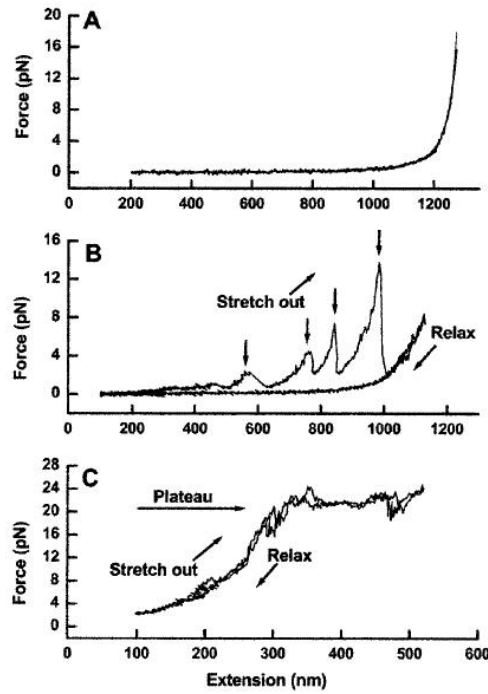 A
Force (pN)
20
16
12
8
4
0
0 200 400 600 800 1000 1200
B
Force (pN)
16
12
8
4
0
Stretch out
Relax
0 200 400 600 800 1000 1200
C
Force (pN)
28
24
20
16
12
8
4
0
Plateau
Stretch out
Relax
0 100 200 300 400 500 600
Extension (nm)